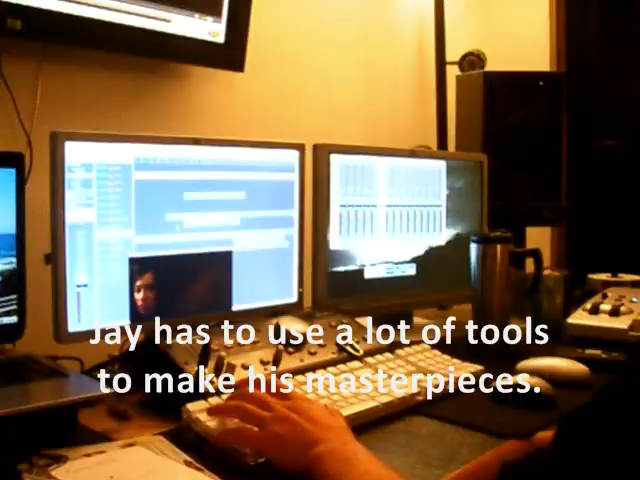 Jay has to use a lot of tools
to make his masterpieces.